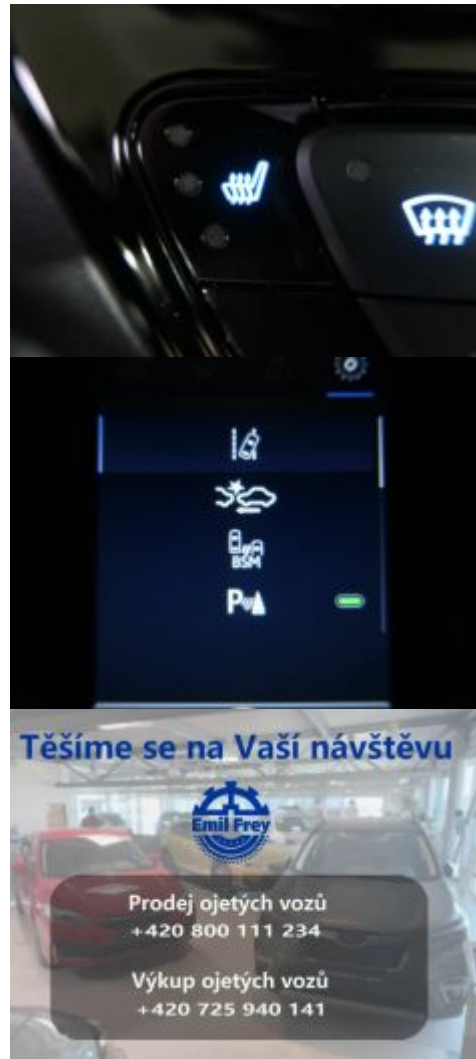 BSM
P
Těšíme se na Vaší návštěvu
Emil Frey
Prodej ojetých vozů
+420 800 111 234
Výkup ojetých vozů
+420 725 940 141